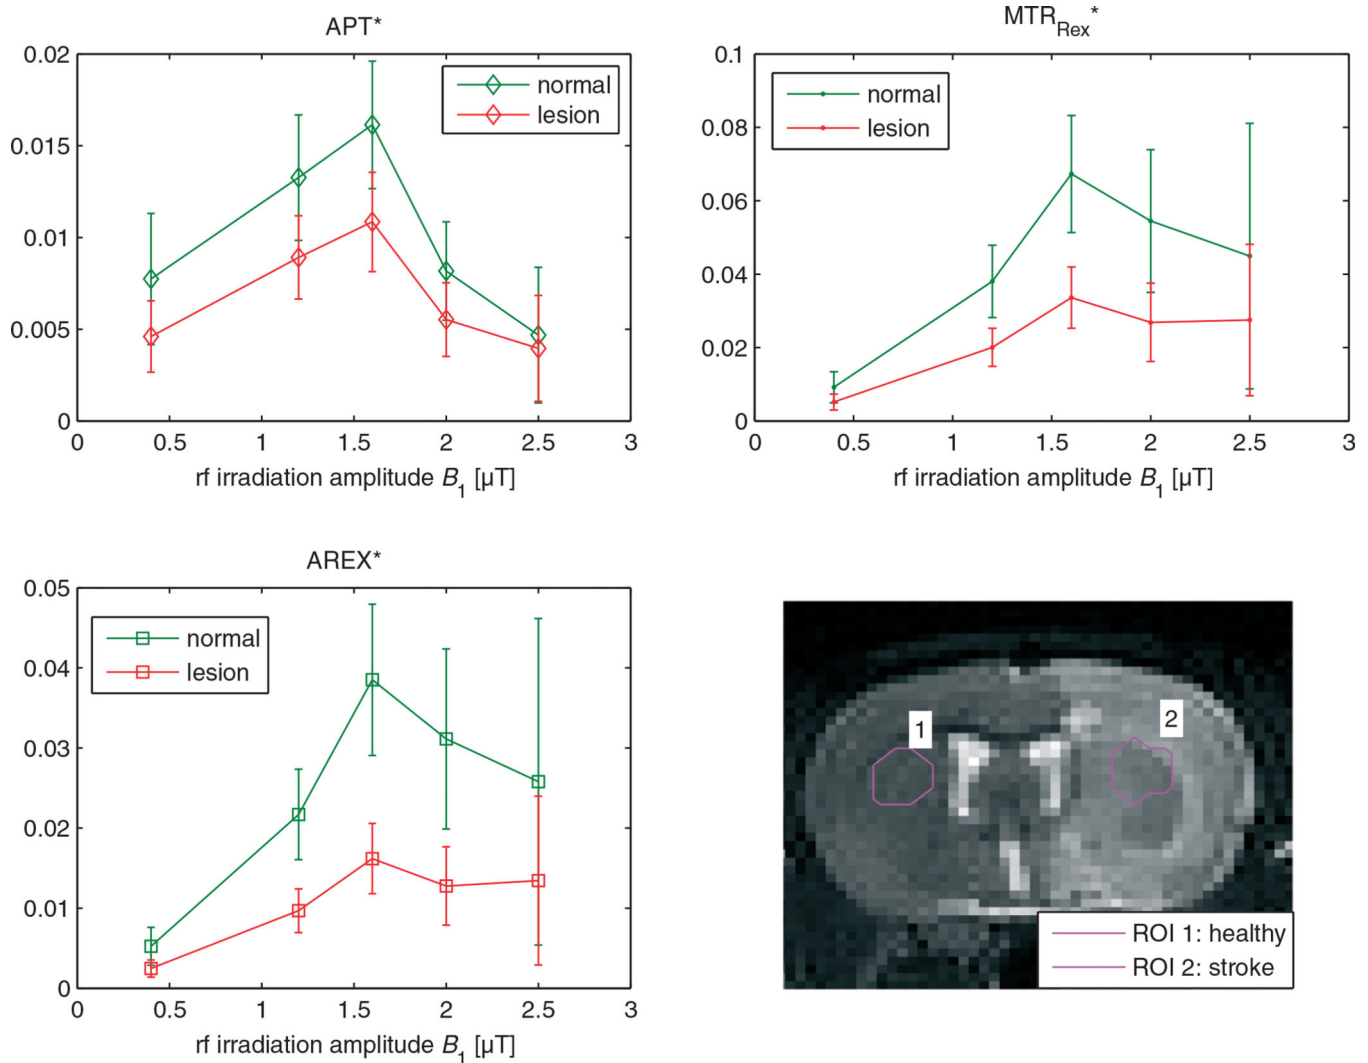 APT*
0.02
0.015
0.01
0.005
0
0 0.5 1 1.5 2 2.5 3
normal
lesion
rf irradiation amplitude B1 [µT]
MTRRex*
0.1
0.08
0.06
0.04
0.02
0
0 0.5 1 1.5 2 2.5 3
normal
lesion
rf irradiation amplitude B1 [µT]
AREX*
0.05
0.04
0.03
0.02
0.01
0
0 0.5 1 1.5 2 2.5 3
normal
lesion
rf irradiation amplitude B1 [µT]
1
2
ROI 1: healthy
ROI 2: stroke